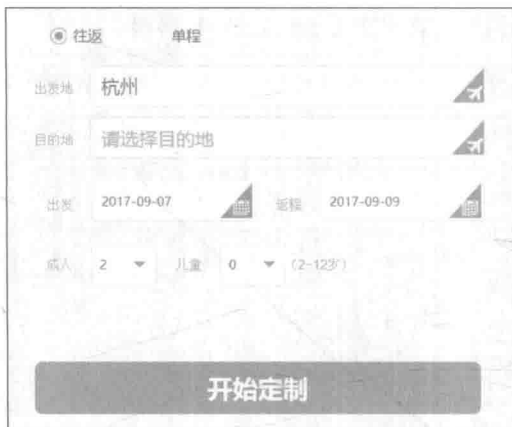 往返 单程
出发地 杭州
目的地 请选择目的地
出发 2017-09-07 返程 2017-09-09
成人 2 儿童 0 (2-12岁)
开始定制